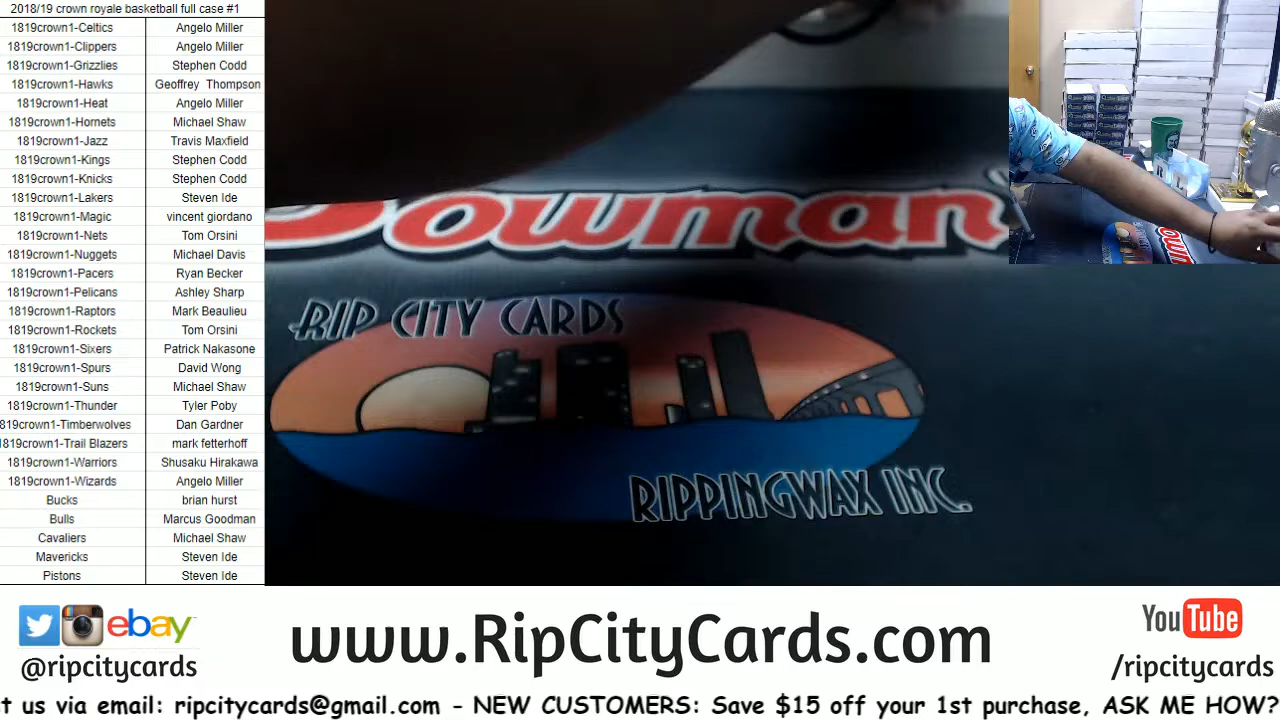 2018/19 crown royale basketball full case #1
1819crown1-Celtics Angelo Miller
1819crown1-Clippers Angelo Miller
1819crown1-Grizzlies Stephen Codd
1819crown1-Hawks Geoffrey Thompson
1819crown1-Heat Angelo Miller
1819crown1-Hornets Michael Shaw
1819crown1-Jazz Travis Maxfield
1819crown1-Kings Stephen Codd
1819crown1-Knicks Stephen Codd
1819crown1-Lakers Steven Ide
1819crown1-Magic vincent giordano
1819crown1-Nets Tom Orsini
1819crown1-Nuggets Michael Davis
1819crown1-Pacers Ryan Becker
1819crown1-Pelicans Ashley Sharp
1819crown1-Raptors Mark Beaulieu
1819crown1-Rockets Tom Orsini
1819crown1-Sixers Patrick Nakasone
1819crown1-Spurs David Wong
1819crown1-Suns Michael Shaw
1819crown1-Thunder Tyler Poby
819crown1-Timberwolves Dan Gardner
819crown1-Trail Blazers mark fetterhoff
1819crown1-Warriors Shusaku Hirakawa
1819crown1-Wizards Angelo Miller
Bucks brian hurst
Bulls Marcus Goodman
Cavaliers Michael Shaw
Mavericks Steven Ide
Pistons Steven Ide
Bowman
RIP CITY CARDS
RIPPINGWAX INC.
ebay
@ripcitycards
www.RipCityCards.com
YouTube
/ripcitycards
t us via email: ripcitycards@gmail.com - NEW CUSTOMERS: Save $15 off your 1st purchase, ASK ME HOW?